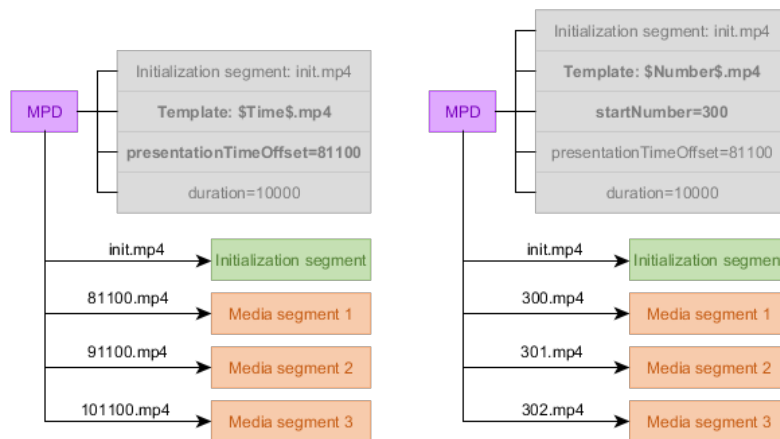 MPD
Initialization segment: init.mp4
Template: $Time$.mp4
presentationTimeOffset=81100
duration=10000
init.mp4
Initialization segment
81100.mp4
Media segment 1
91100.mp4
Media segment 2
101100.mp4
Media segment 3
MPD
Initialization segment: init.mp4
Template: $Number$.mp4
startNumber=300
presentationTimeOffset=81100
duration=10000
init.mp4
Initialization segmen
300.mp4
Media segment 1
301.mp4
Media segment 2
302.mp4
Media segment 3